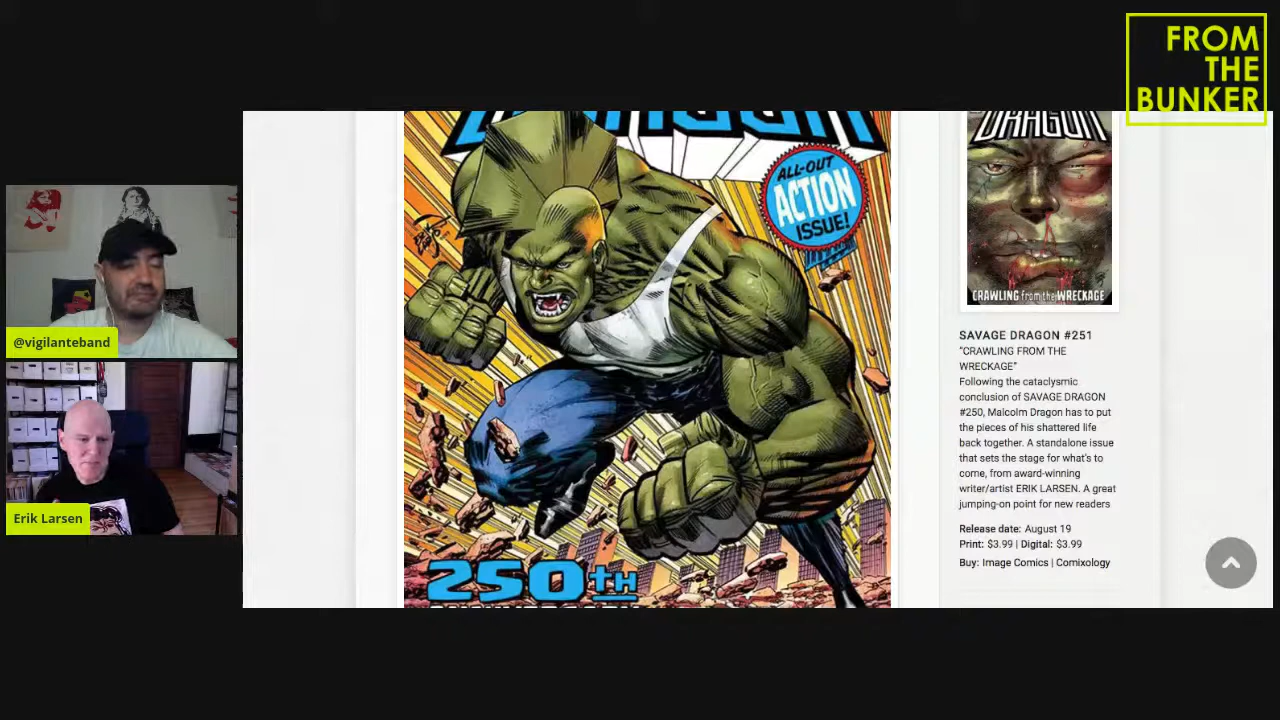 FROM
THE
BUNKER
@vigilanteband
Erik Larsen
ALL-OUT
ACTION
ISSUE!
250TH
DRAGON
CRAWLING from the WRECKAGE
SAVAGE DRAGON #251
"CRAWLING FROM THE
WRECKAGE"
Following the cataclysmic
conclusion of SAVAGE DRAGON
#250, Malcolm Dragon has to put
the pieces of his shattered life
back together. A standalone issue
that sets the stage for what's to
come, from award-winning
writer/artist ERIK LARSEN. A great
jumping-on point for new readers
Release date: August 19
Print: $3.99 | Digital: $3.99
Buy: Image Comics | Comixology